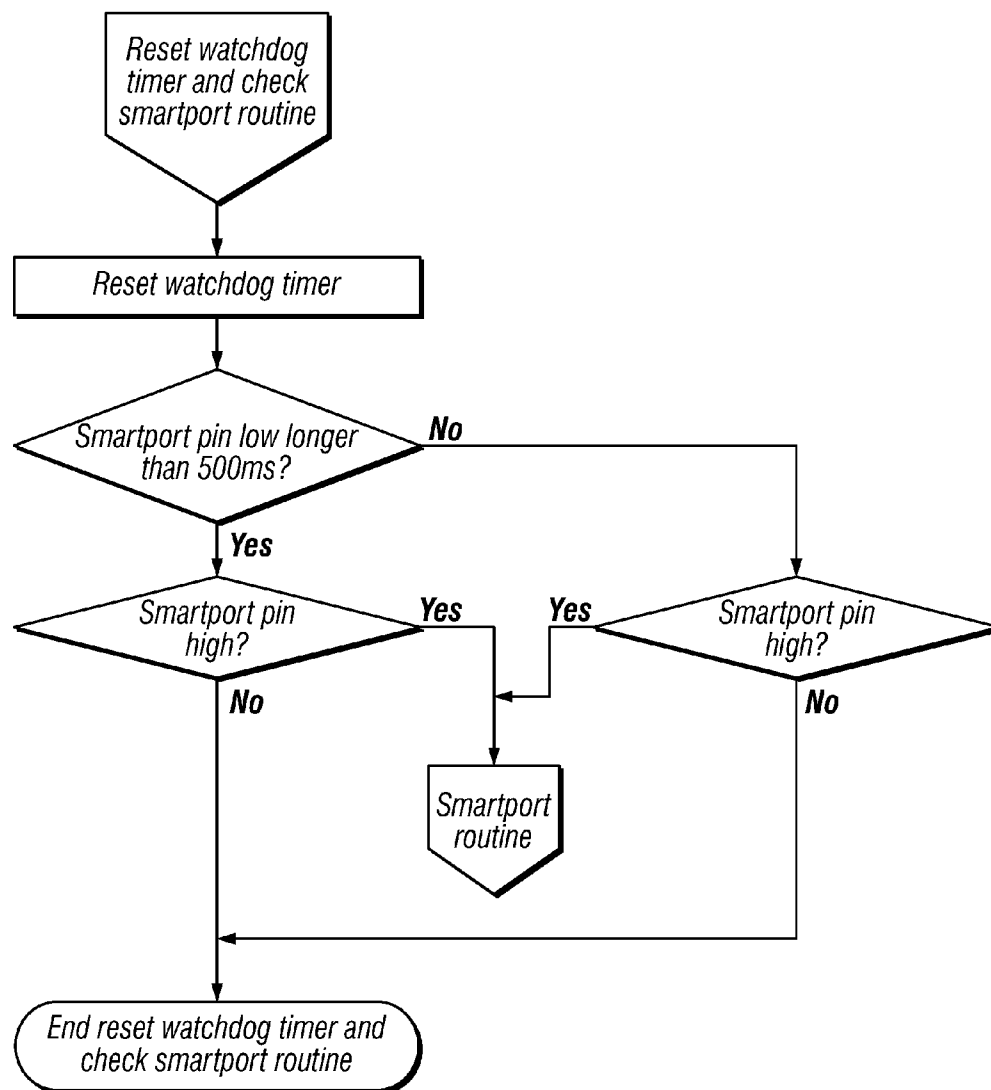 Reset watchdog
timer and check
smartport routine
Reset watchdog timer
Smartport pin low longer
than 500ms?
No
Yes
Smartport pin
high?
Yes
No
Yes
Smartport pin
high?
No
Smartport
routine
End reset watchdog timer and
check smartport routine